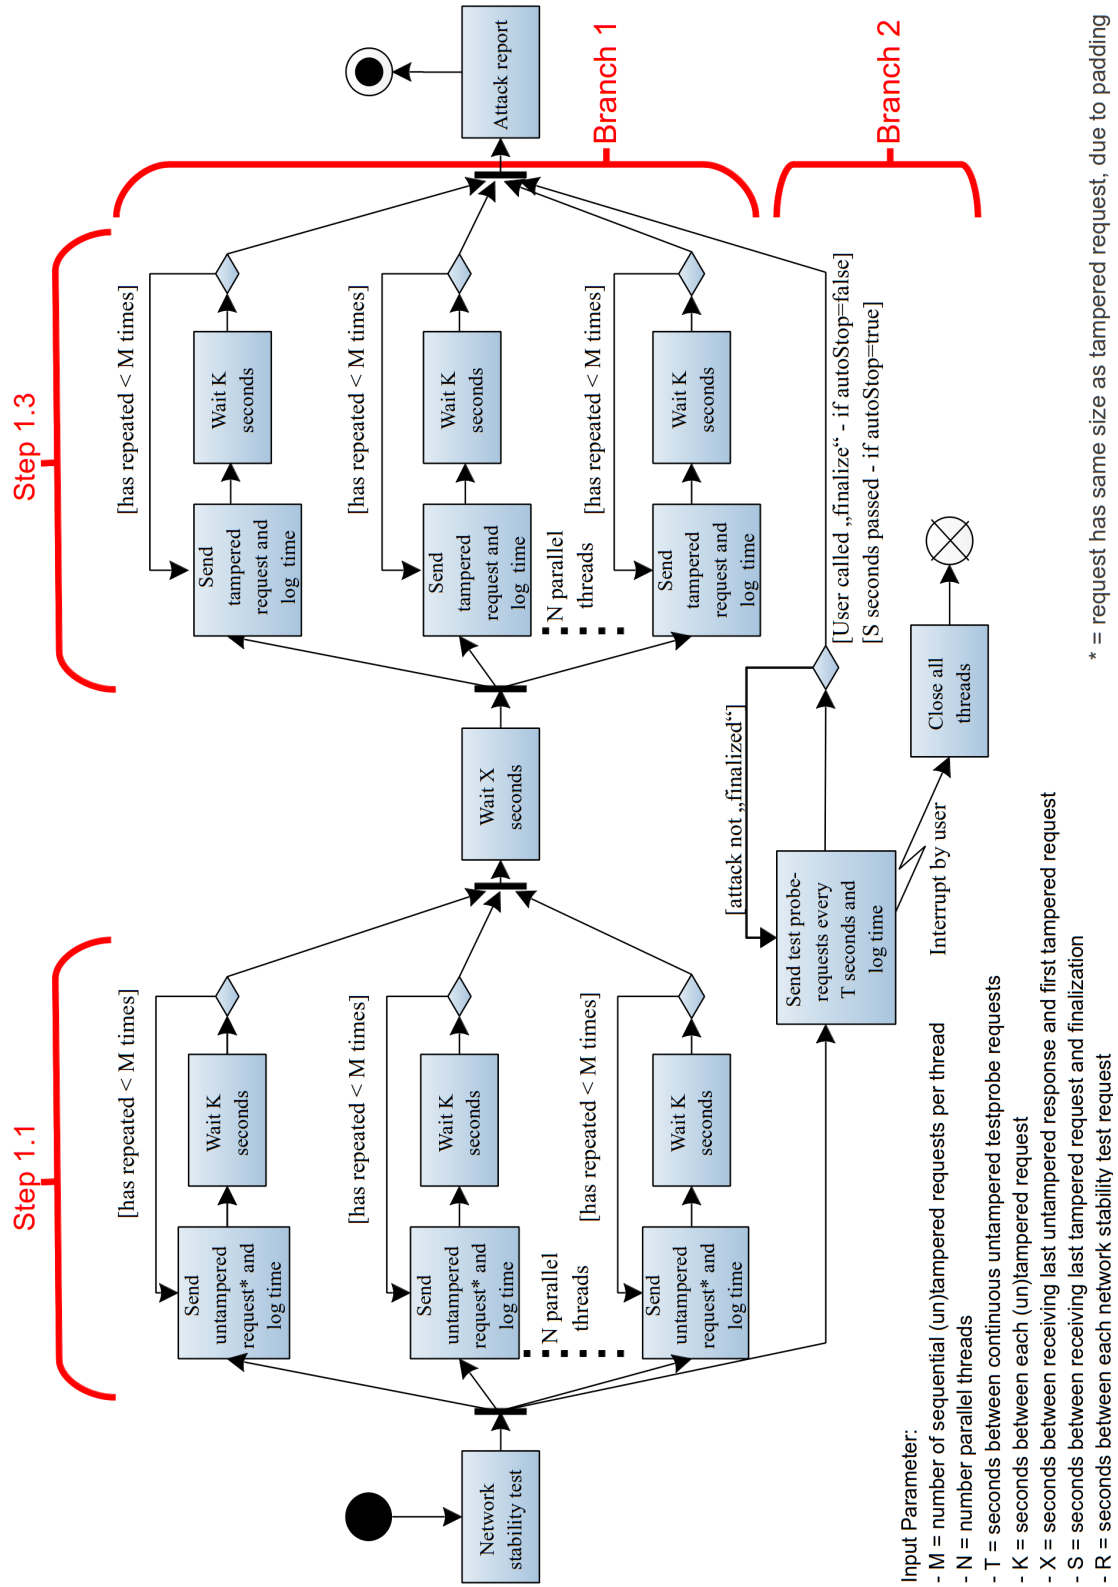 Step 1.1
Step 1.3
Network
stability test
[has repeated < M times]
Send
untampered
request* and
log time
Wait K
seconds
[has repeated < M times]
Send
untampered
request* and
log time
Wait K
seconds
N parallel
threads
[has repeated < M times]
Send
untampered
request* and
log time
Wait K
seconds
Wait X
seconds
[has repeated < M times]
Send
tampered
request and
log time
Wait K
seconds
[has repeated < M times]
Send
tampered
request and
log time
Wait K
seconds
N parallel
threads
[has repeated < M times]
Send
tampered
request and
log time
Wait K
seconds
Attack report
Branch 1
[attack not „finalized“]
Send test probe-
requests every
T seconds and
log time
[User called „finalize“ - if autoStop=false]
[S seconds passed - if autoStop=true]
Branch 2
Interrupt by user
Close all
threads
Input Parameter:
- M = number of sequential (un)tampered requests per thread
- N = number parallel threads
- T = seconds between continuous untampered testprobe requests
- K = seconds between each (un)tampered request
- X = seconds between receiving last untampered response and first tampered request
- S = seconds between receiving last tampered request and finalization
- R = seconds between each network stability test request
* = request has same size as tampered request, due to padding